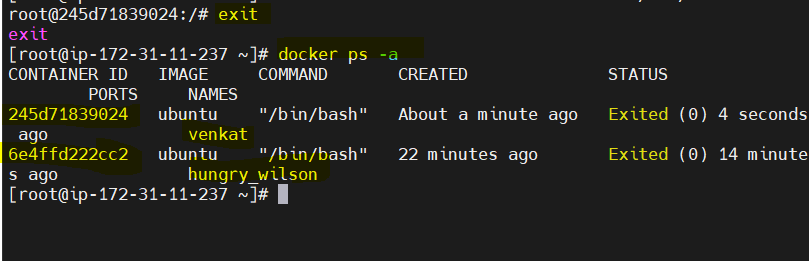 root@245d71839024:/# exit
exit
[root@ip-172-31-11-237 ~]# docker ps -a
CONTAINER ID   IMAGE     COMMAND       CREATED              STATUS
        PORTS     NAMES
245d71839024   ubuntu    "/bin/bash"   About a minute ago   Exited (0) 4 seconds
 ago              venkat
6e4ffd222cc2   ubuntu    "/bin/bash"   22 minutes ago       Exited (0) 14 minute
s ago             hungry_wilson
[root@ip-172-31-11-237 ~]#